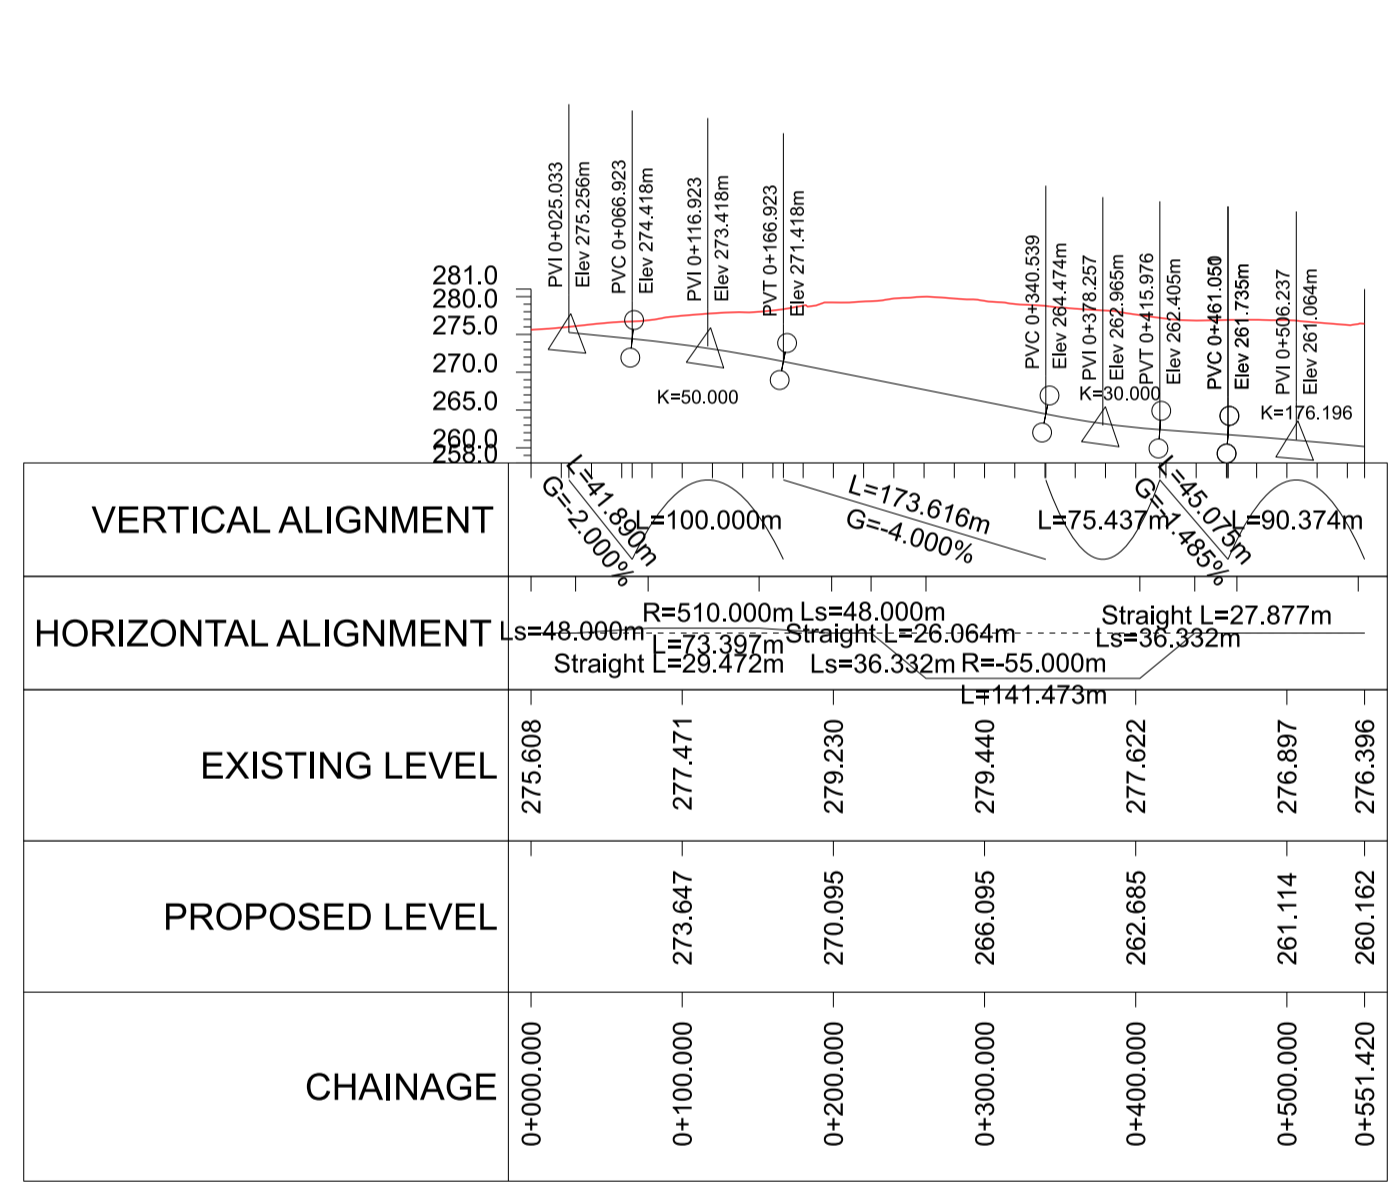 PVI 0+025.033
Elev 275.256m
PVC 0+066.923
Elev 274.418m
PVI 0+116.923
Elev 273.418m
PVT 0+166.923
Elev 271.418m
PVC 0+340.539
Elev 264.474m
PVI 0+378.257
Elev 262.965m
PVT 0+415.976
Elev 262.405m
Elev 261.735m
PVI 0+506.237
Elev 261.064m
281.0
280.0
275.0
270.0
265.0
260.0
258.0
K=50.000
K=30.000
K=176.196
VERTICAL ALIGNMENT
L=41.890m
G=-2.000%
L=100.000m
L=173.616m
G=-4.000%
L=75.437m
L=45.075m
G=-1.485%
L=90.374m
HORIZONTAL ALIGNMENT
Ls=48.000m
Straight L=29.472m
R=510.000m
L=73.397m
Ls=48.000m
Straight L=26.064m
Ls=36.332m
R=-55.000m
L=141.473m
Ls=36.332m
Straight L=27.877m
EXISTING LEVEL
275.608
277.471
279.230
279.440
277.622
276.897
276.396
PROPOSED LEVEL
273.647
270.095
266.095
262.685
261.114
260.162
CHAINAGE
0+000.000
0+100.000
0+200.000
0+300.000
0+400.000
0+500.000
0+551.420